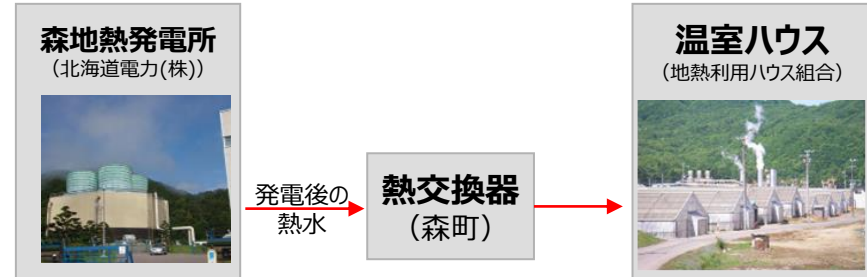 森地熱発電所
（北海道電力(株)）
発電後の
熱水
熱交換器
（森町）
温室ハウス
（地熱利用ハウス組合）